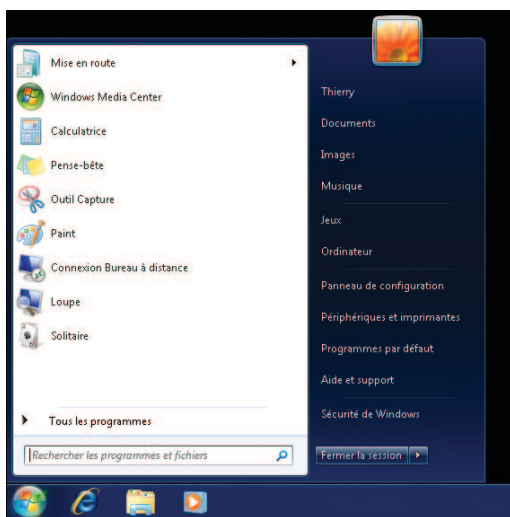 Mise en route
Windows Media Center
Calculatrice
Pense-bête
Outil Capture
Paint
Connexion Bureau à distance
Loupe
Solitaire
Tous les programmes
Rechercher les programmes et fichiers
Thierry
Documents
Images
Musique
Jeux
Ordinateur
Panneau de configuration
Périphériques et imprimantes
Programmes par défaut
Aide et support
Sécurité de Windows
Fermer la session